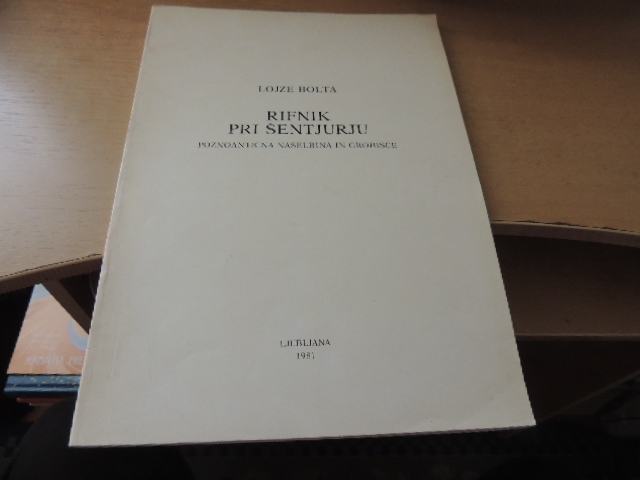 LOJZE BOLTA
RIFNIK
PRI ŠENTJURJU
POZNOANTIČNA NASELBINA IN GROBIŠČE
LJUBLJANA
1981